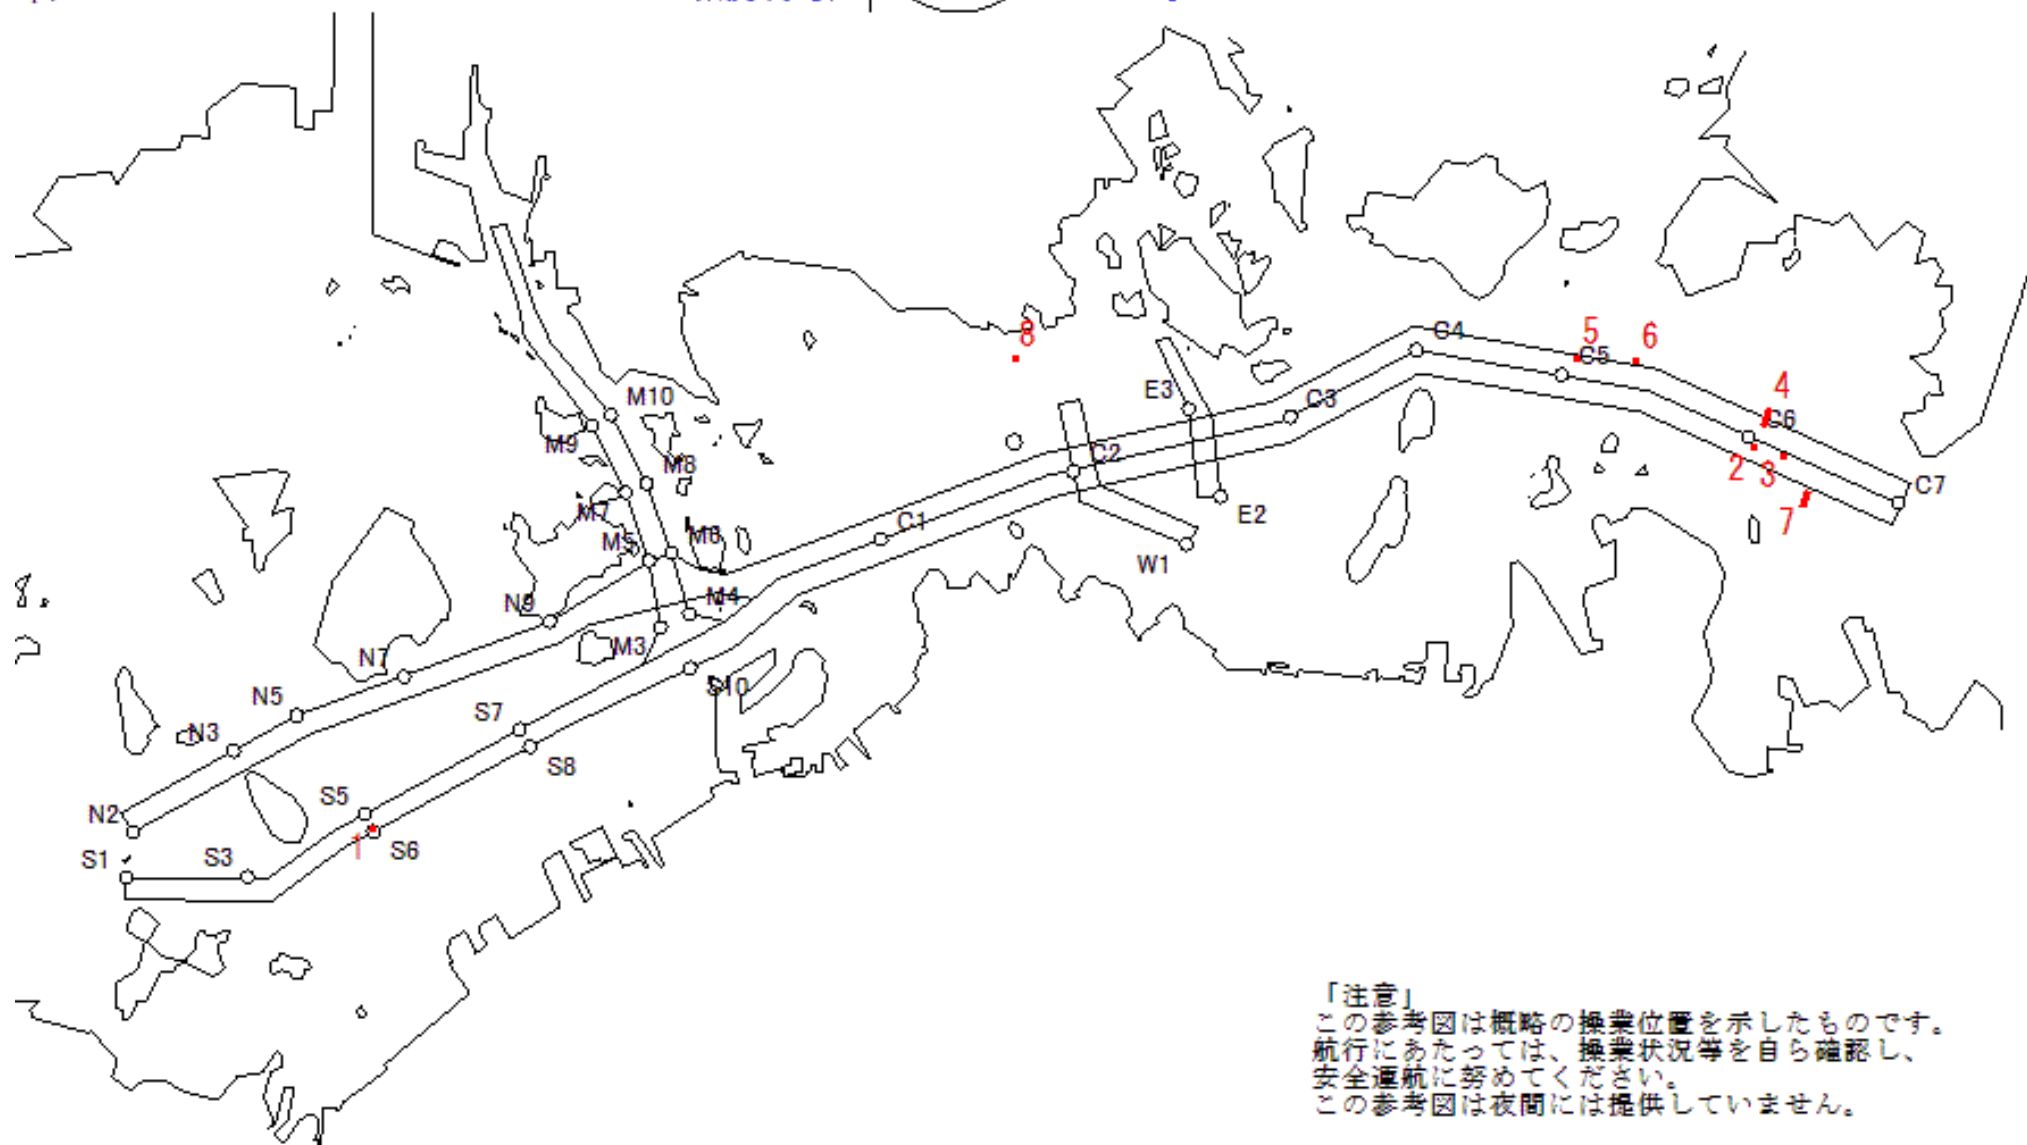 8
C4
5
C5
6
E3
M10
C3
4
C6
M9
C2
M8
2
3
C7
M7
E2
7
C1
M5
M6
W1
N9
M4
M3
N7
S10
N5
S7
N3
S8
S5
N2
1
S6
S1
S3
「注意」
この参考図は概略の操業位置を示したものです。
航行にあたっては、操業状況等を自ら確認し、
安全運航に努めてください。
この参考図は夜間には提供していません。